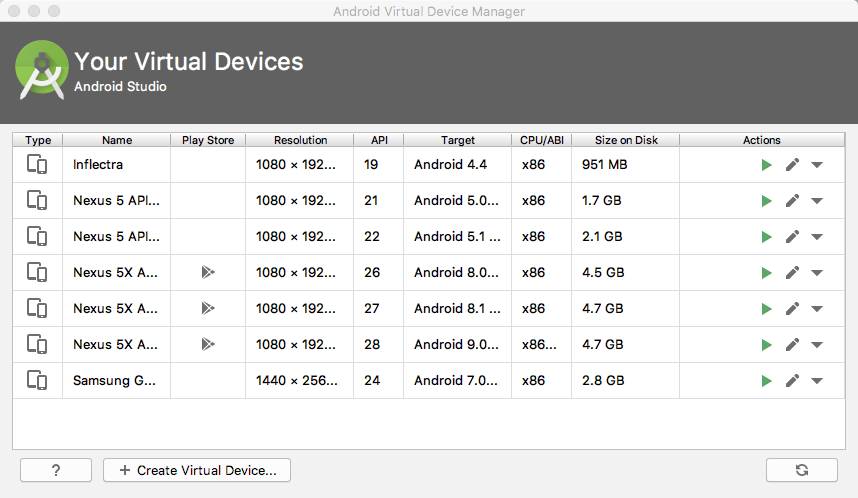 Android Virtual Device Manager
Your Virtual Devices
Android Studio
Type Name Play Store Resolution API Target CPU/ABI Size on Disk Actions
Inflectra 1080 × 192... 19 Android 4.4 x86 951 MB
Nexus 5 API... 1080 × 192... 21 Android 5.0... x86 1.7 GB
Nexus 5 API... 1080 × 192... 22 Android 5.1 ... x86 2.1 GB
Nexus 5X A... 1080 × 192... 26 Android 8.0... x86 4.5 GB
Nexus 5X A... 1080 × 192... 27 Android 8.1 ... x86 4.7 GB
Nexus 5X A... 1080 × 192... 28 Android 9.0... x86... 4.7 GB
Samsung G... 1440 × 256... 24 Android 7.0... x86 2.8 GB
? + Create Virtual Device...